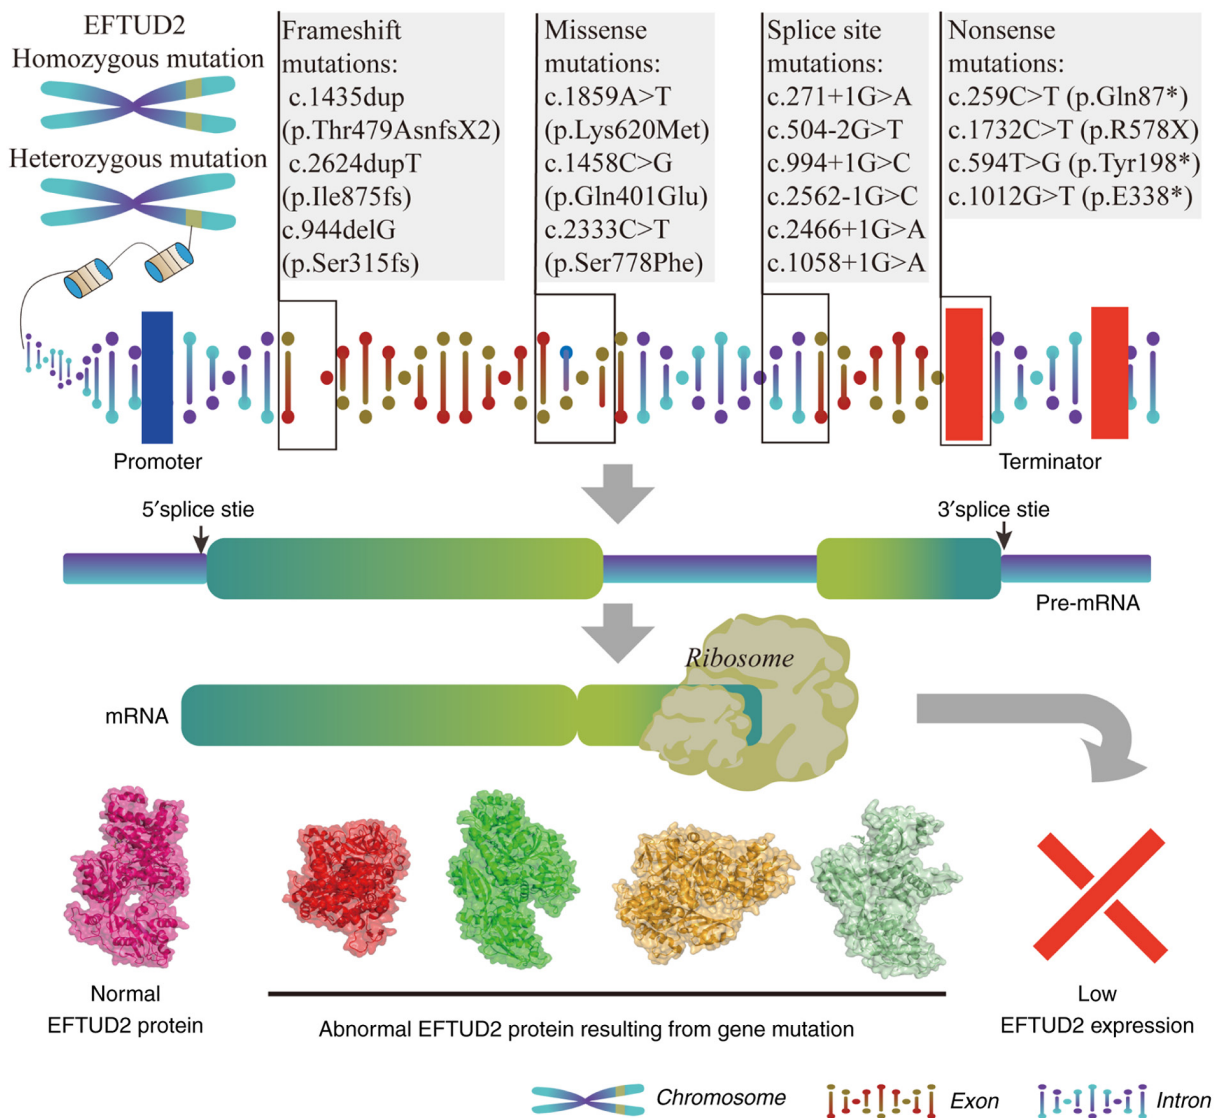 EFTUD2
Homozygous mutation
Heterozygous mutation
Frameshift
mutations:
c.1435dup
(p.Thr479AsnfsX2)
c.2624dupT
(p.Ile875fs)
c.944delG
(p.Ser315fs)
Missense
mutations:
c.1859A>T
(p.Lys620Met)
c.1458C>G
(p.Gln401Glu)
c.2333C>T
(p.Ser778Phe)
Splice site
mutations:
c.271+1G>A
c.504-2G>T
c.994+1G>C
c.2562-1G>C
c.2466+1G>A
c.1058+1G>A
Nonsense
mutations:
c.259C>T (p.Gln87*)
c.1732C>T (p.R578X)
c.594T>G (p.Tyr198*)
c.1012G>T (p.E338*)
Promoter
Terminator
5′splice stie
3′splice stie
Pre-mRNA
Ribosome
mRNA
Normal
EFTUD2 protein
Abnormal EFTUD2 protein resulting from gene mutation
Low
EFTUD2 expression
Chromosome
Exon
Intron